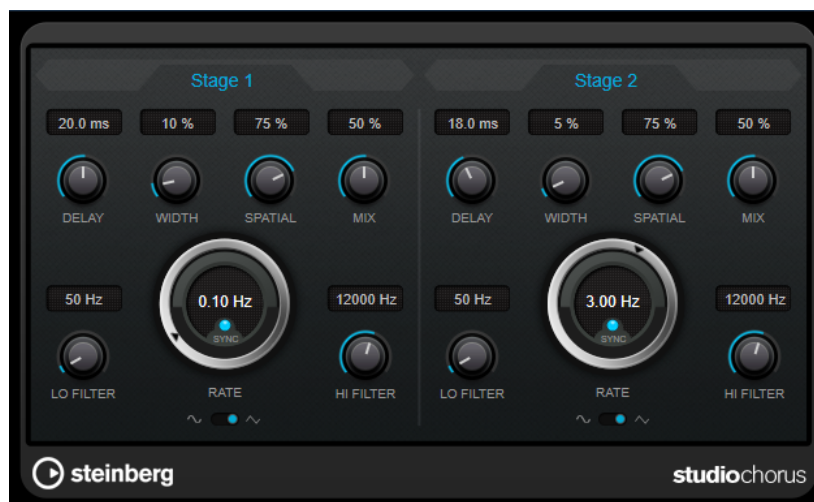 Stage 1 Stage 2
20.0 ms 10 % 75 % 50 % 18.0 ms 5 % 75 % 50 %
DELAY WIDTH SPATIAL MIX DELAY WIDTH SPATIAL MIX
50 Hz 0.10 Hz 12000 Hz 50 Hz 3.00 Hz 12000 Hz
SYNC SYNC
LO FILTER RATE HI FILTER LO FILTER RATE HI FILTER
steinberg studiochorus